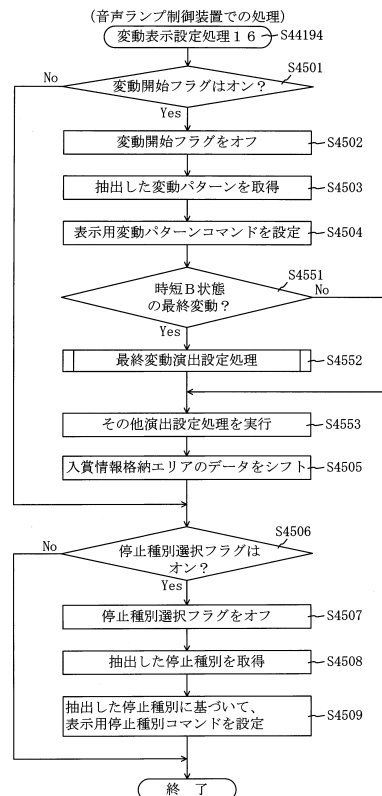 (音声ランプ制御装置での処理)
変動表示設定処理16
S44194
S4501
No
変動開始フラグはオン?
Yes
変動開始フラグをオフ
S4502
抽出した変動パターンを取得
S4503
表示用変動パターンコマンドを設定
S4504
S4551
時短B状態
の最終変動?
No
Yes
最終変動演出設定処理
S4552
その他演出設定処理を実行
S4553
入賞情報格納エリアのデータをシフト
S4505
S4506
No
停止種別選択フラグは
オン?
Yes
停止種別選択フラグをオフ
S4507
抽出した停止種別を取得
S4508
抽出した停止種別に基づいて、
表示用停止種別コマンドを設定
S4509
終 了